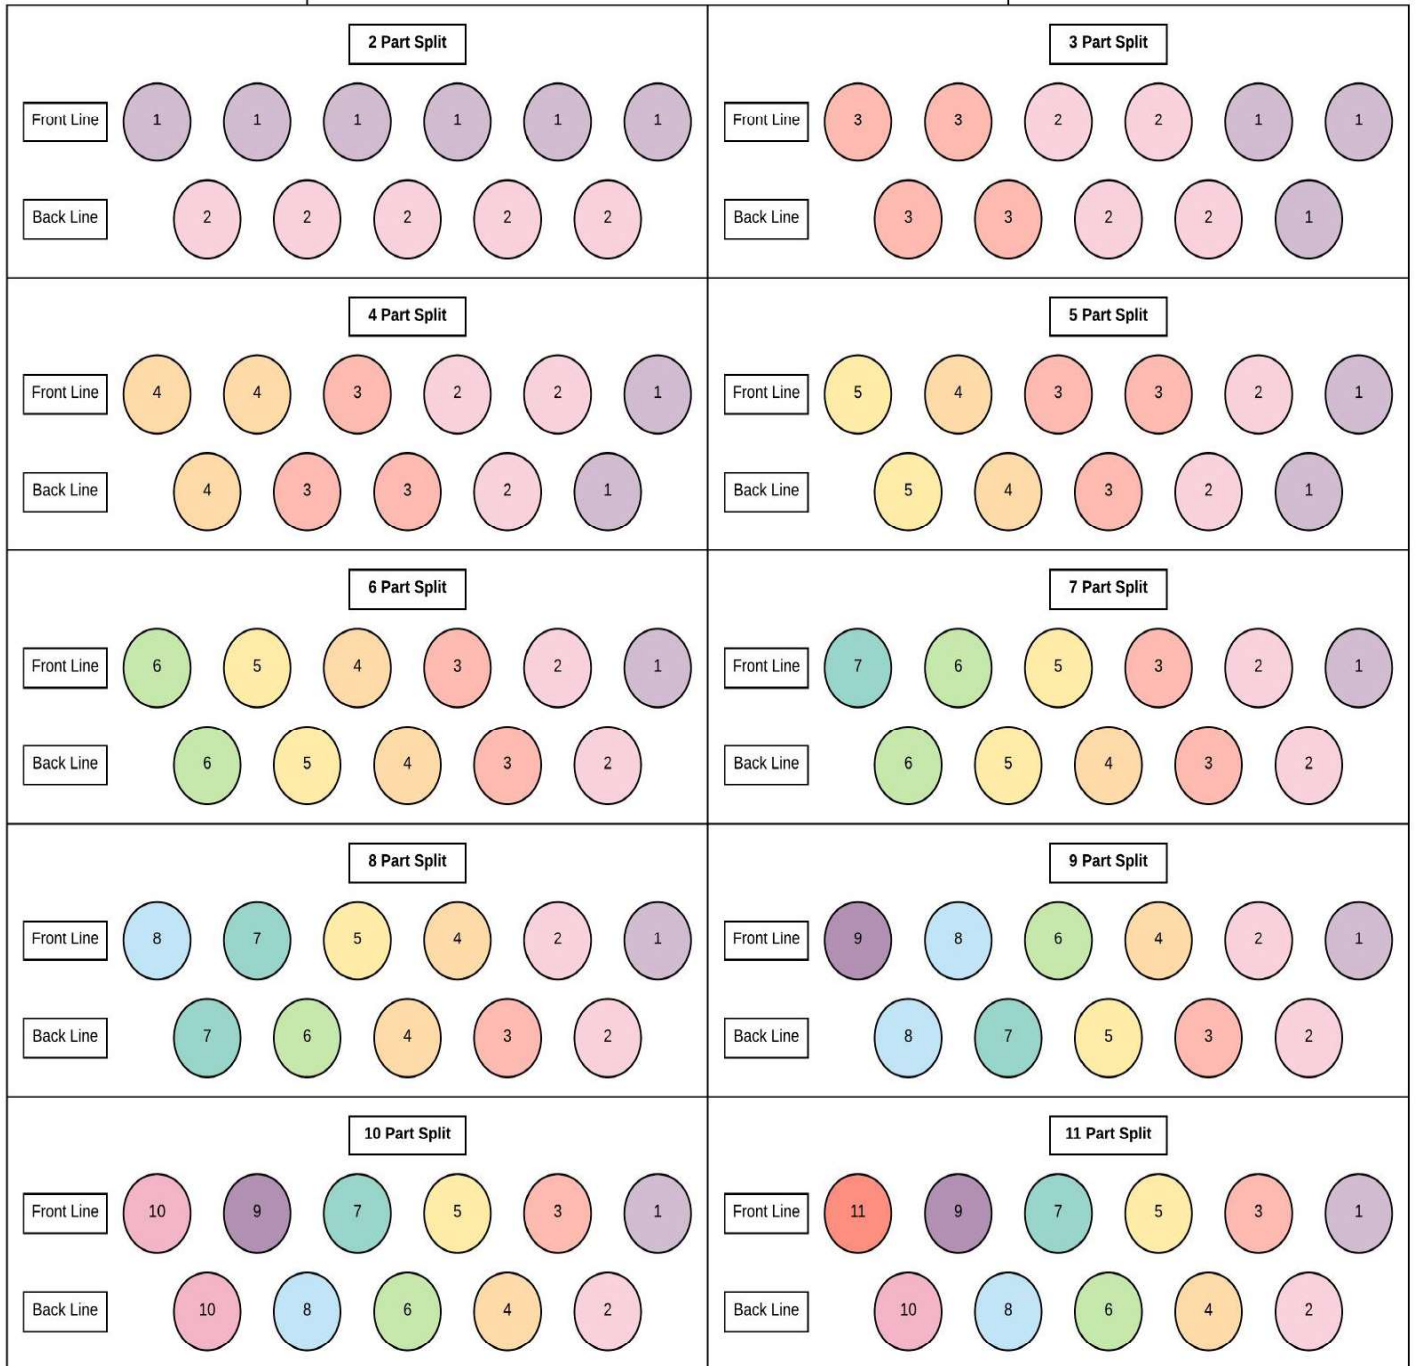 2 Part Split
Front Line 1 1 1 1 1 1
Back Line 2 2 2 2 2
3 Part Split
Front Line 3 3 2 2 1 1
Back Line 3 3 2 2 1
4 Part Split
Front Line 4 4 3 2 2 1
Back Line 4 3 3 2 1
5 Part Split
Front Line 5 4 3 3 2 1
Back Line 5 4 3 2 1
6 Part Split
Front Line 6 5 4 3 2 1
Back Line 6 5 4 3 2
7 Part Split
Front Line 7 6 5 3 2 1
Back Line 6 5 4 3 2
8 Part Split
Front Line 8 7 5 4 2 1
Back Line 7 6 4 3 2
9 Part Split
Front Line 9 8 6 4 2 1
Back Line 8 7 5 3 2
10 Part Split
Front Line 10 9 7 5 3 1
Back Line 10 8 6 4 2
11 Part Split
Front Line 11 9 7 5 3 1
Back Line 10 8 6 4 2